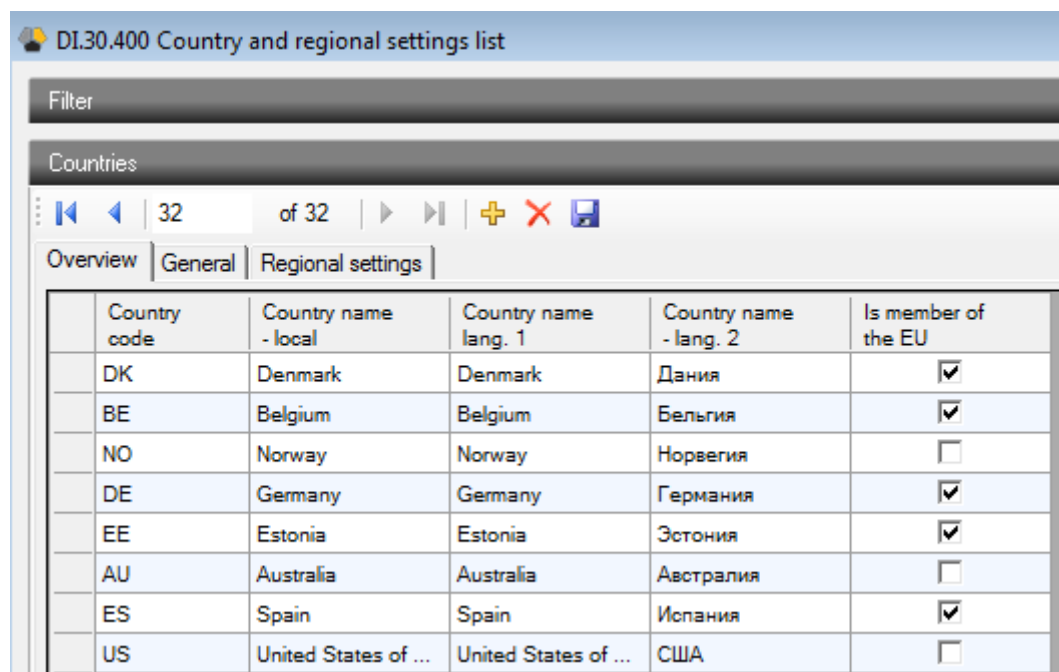 DI.30.400 Country and regional settings list
Filter
Countries
32 of 32
Overview General Regional settings
Country code Country name - local Country name lang. 1 Country name - lang. 2 Is member of the EU
DK Denmark Denmark Дания
BE Belgium Belgium Бельгия
NO Norway Norway Норвегия
DE Germany Germany Германия
EE Estonia Estonia Эстония
AU Australia Australia Австралия
ES Spain Spain Испания
US United States of ... United States of ... США